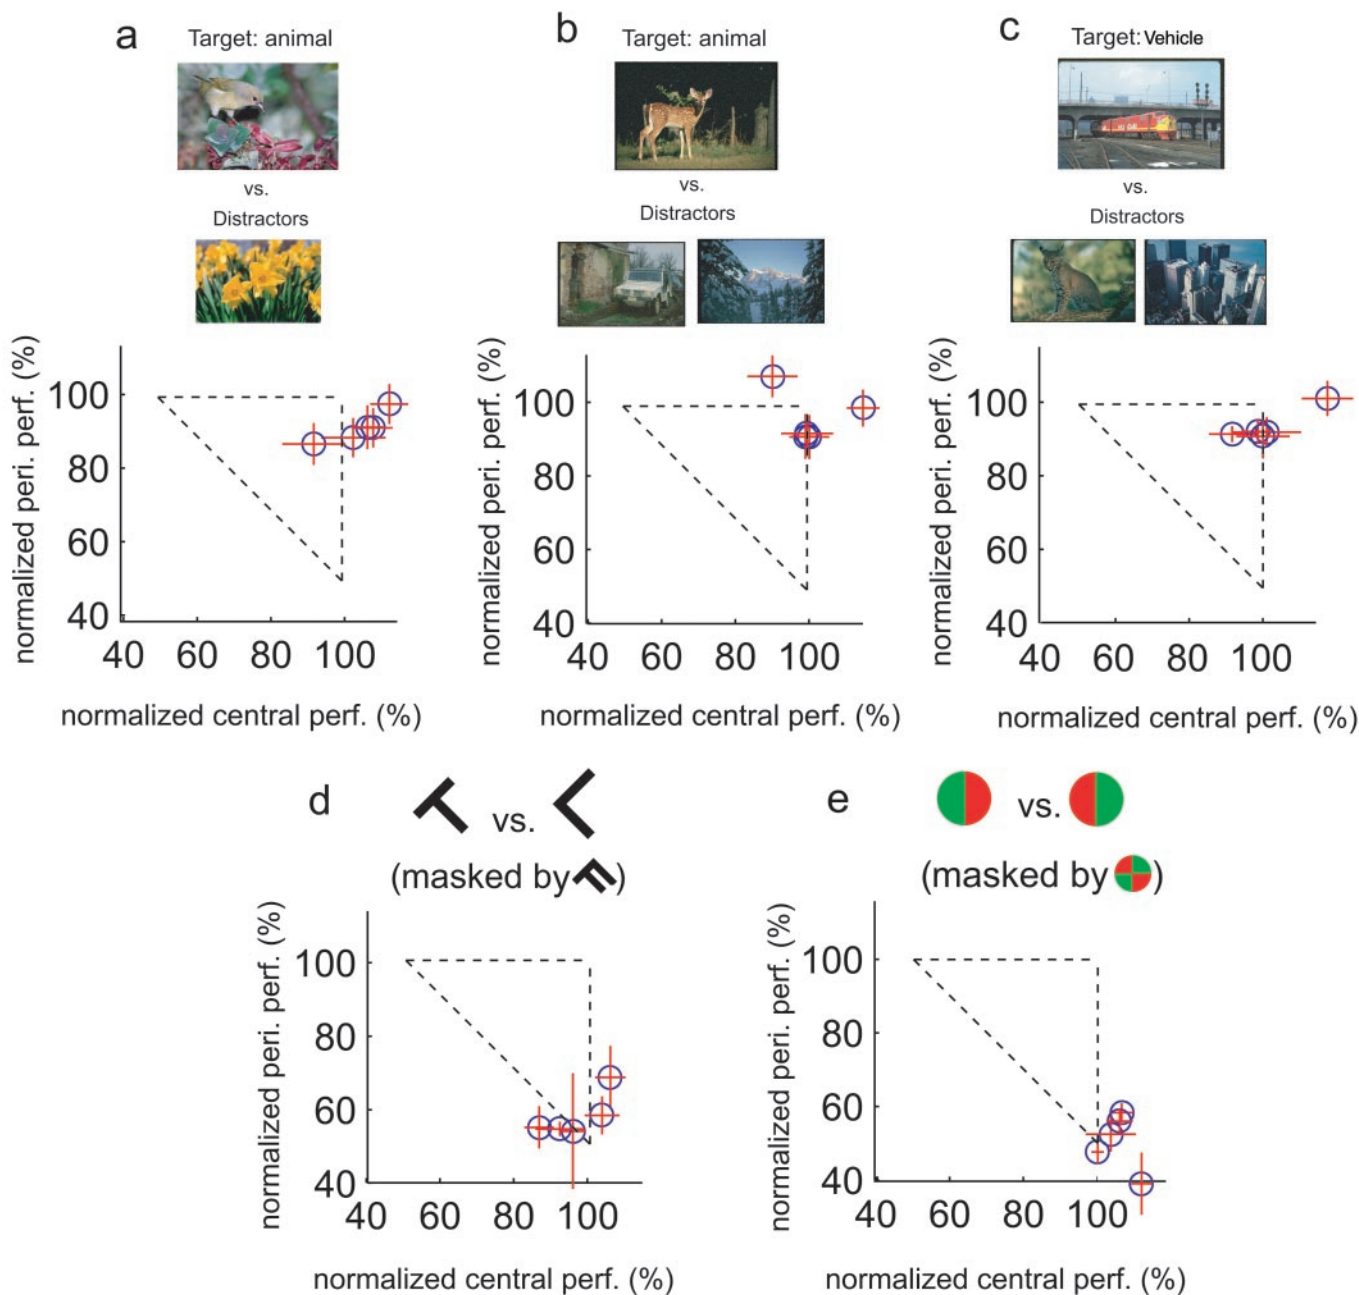 a
Target: animal
vs.
Distractors
normalized peri. perf. (%)
100
80
60
40
40 60 80 100
normalized central perf. (%)
b
Target: animal
vs.
Distractors
normalized peri. perf. (%)
100
80
60
40
40 60 80 100
normalized central perf. (%)
c
Target: Vehicle
vs.
Distractors
normalized peri. perf. (%)
100
80
60
40
40 60 80 100
normalized central perf. (%)
d
T vs. L
(masked by F)
normalized peri. perf. (%)
100
80
60
40
40 60 80 100
normalized central perf. (%)
e
vs.
(masked by )
normalized peri. perf. (%)
100
80
60
40
40 60 80 100
normalized central perf. (%)